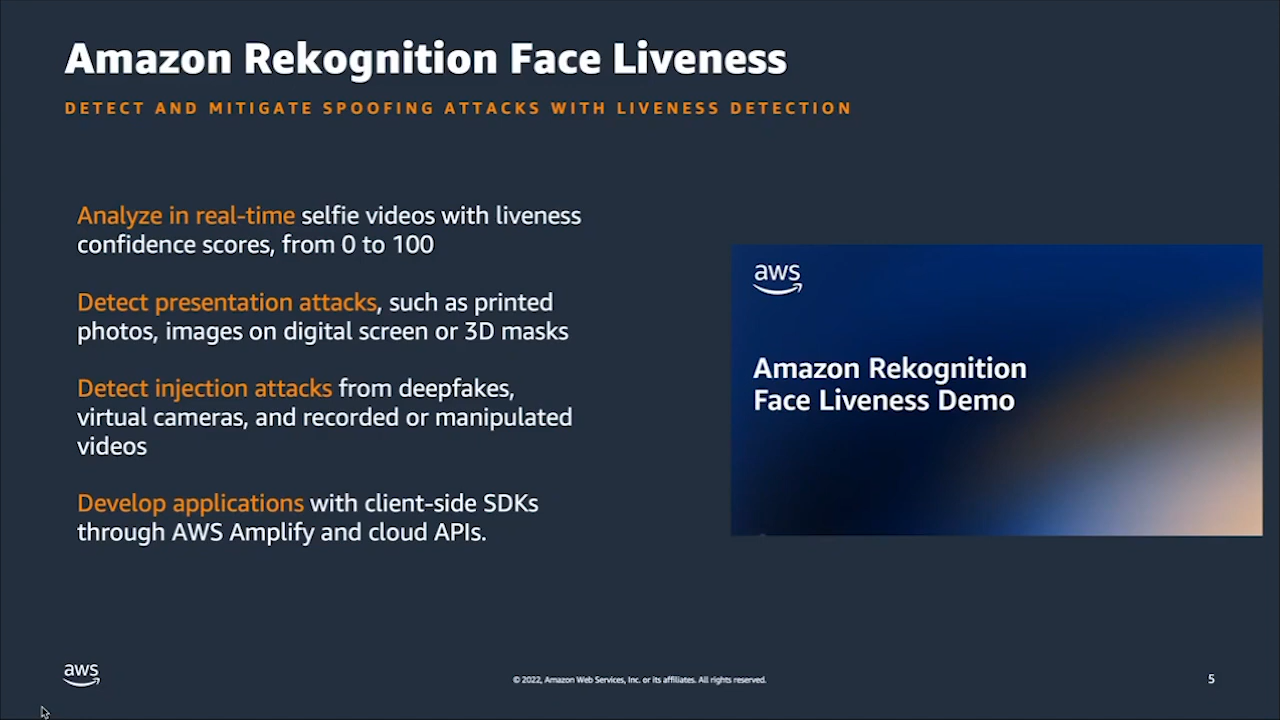 Amazon Rekognition Face Liveness
DETECT AND MITIGATE SPOOFING ATTACKS WITH LIVENESS DETECTION
Analyze in real-time selfie videos with liveness
confidence scores, from 0 to 100
Detect presentation attacks, such as printed
photos, images on digital screen or 3D masks
Detect injection attacks from deepfakes,
virtual cameras, and recorded or manipulated
videos
Develop applications with client-side SDKs
through AWS Amplify and cloud APIs.
aws
Amazon Rekognition
Face Liveness Demo
aws
© 2022, Amazon Web Services, Inc. or its affiliates. All rights reserved.
5